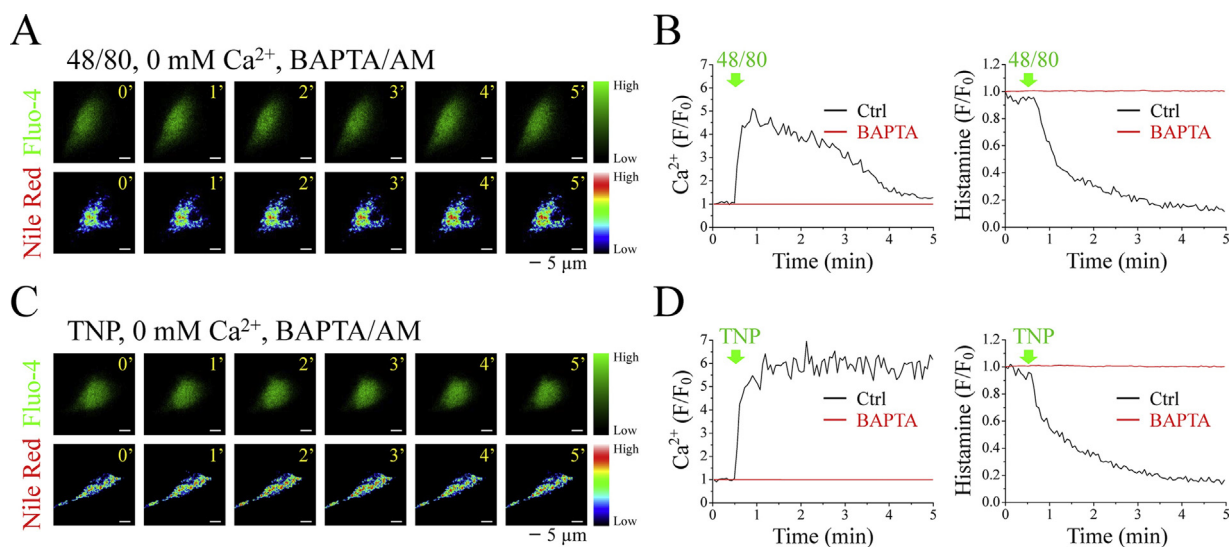 A
48/80, 0 mM Ca²⁺, BAPTA/AM
Fluo-4
0’ 1’ 2’ 3’ 4’ 5’
High
Low
Nile Red
0’ 1’ 2’ 3’ 4’ 5’
High
Low
5 µm
B
48/80
Ca²⁺ (F/F₀)
7
6
5
4
3
2
1
0
0 1 2 3 4 5
Time (min)
Ctrl
BAPTA
48/80
Histamine (F/F₀)
1.2
1.0
0.8
0.6
0.4
0.2
0.0
0 1 2 3 4 5
Time (min)
Ctrl
BAPTA
C
TNP, 0 mM Ca²⁺, BAPTA/AM
Fluo-4
0’ 1’ 2’ 3’ 4’ 5’
High
Low
Nile Red
0’ 1’ 2’ 3’ 4’ 5’
High
Low
5 µm
D
TNP
Ca²⁺ (F/F₀)
7
6
5
4
3
2
1
0
0 1 2 3 4 5
Time (min)
Ctrl
BAPTA
TNP
Histamine (F/F₀)
1.2
1.0
0.8
0.6
0.4
0.2
0.0
0 1 2 3 4 5
Time (min)
Ctrl
BAPTA